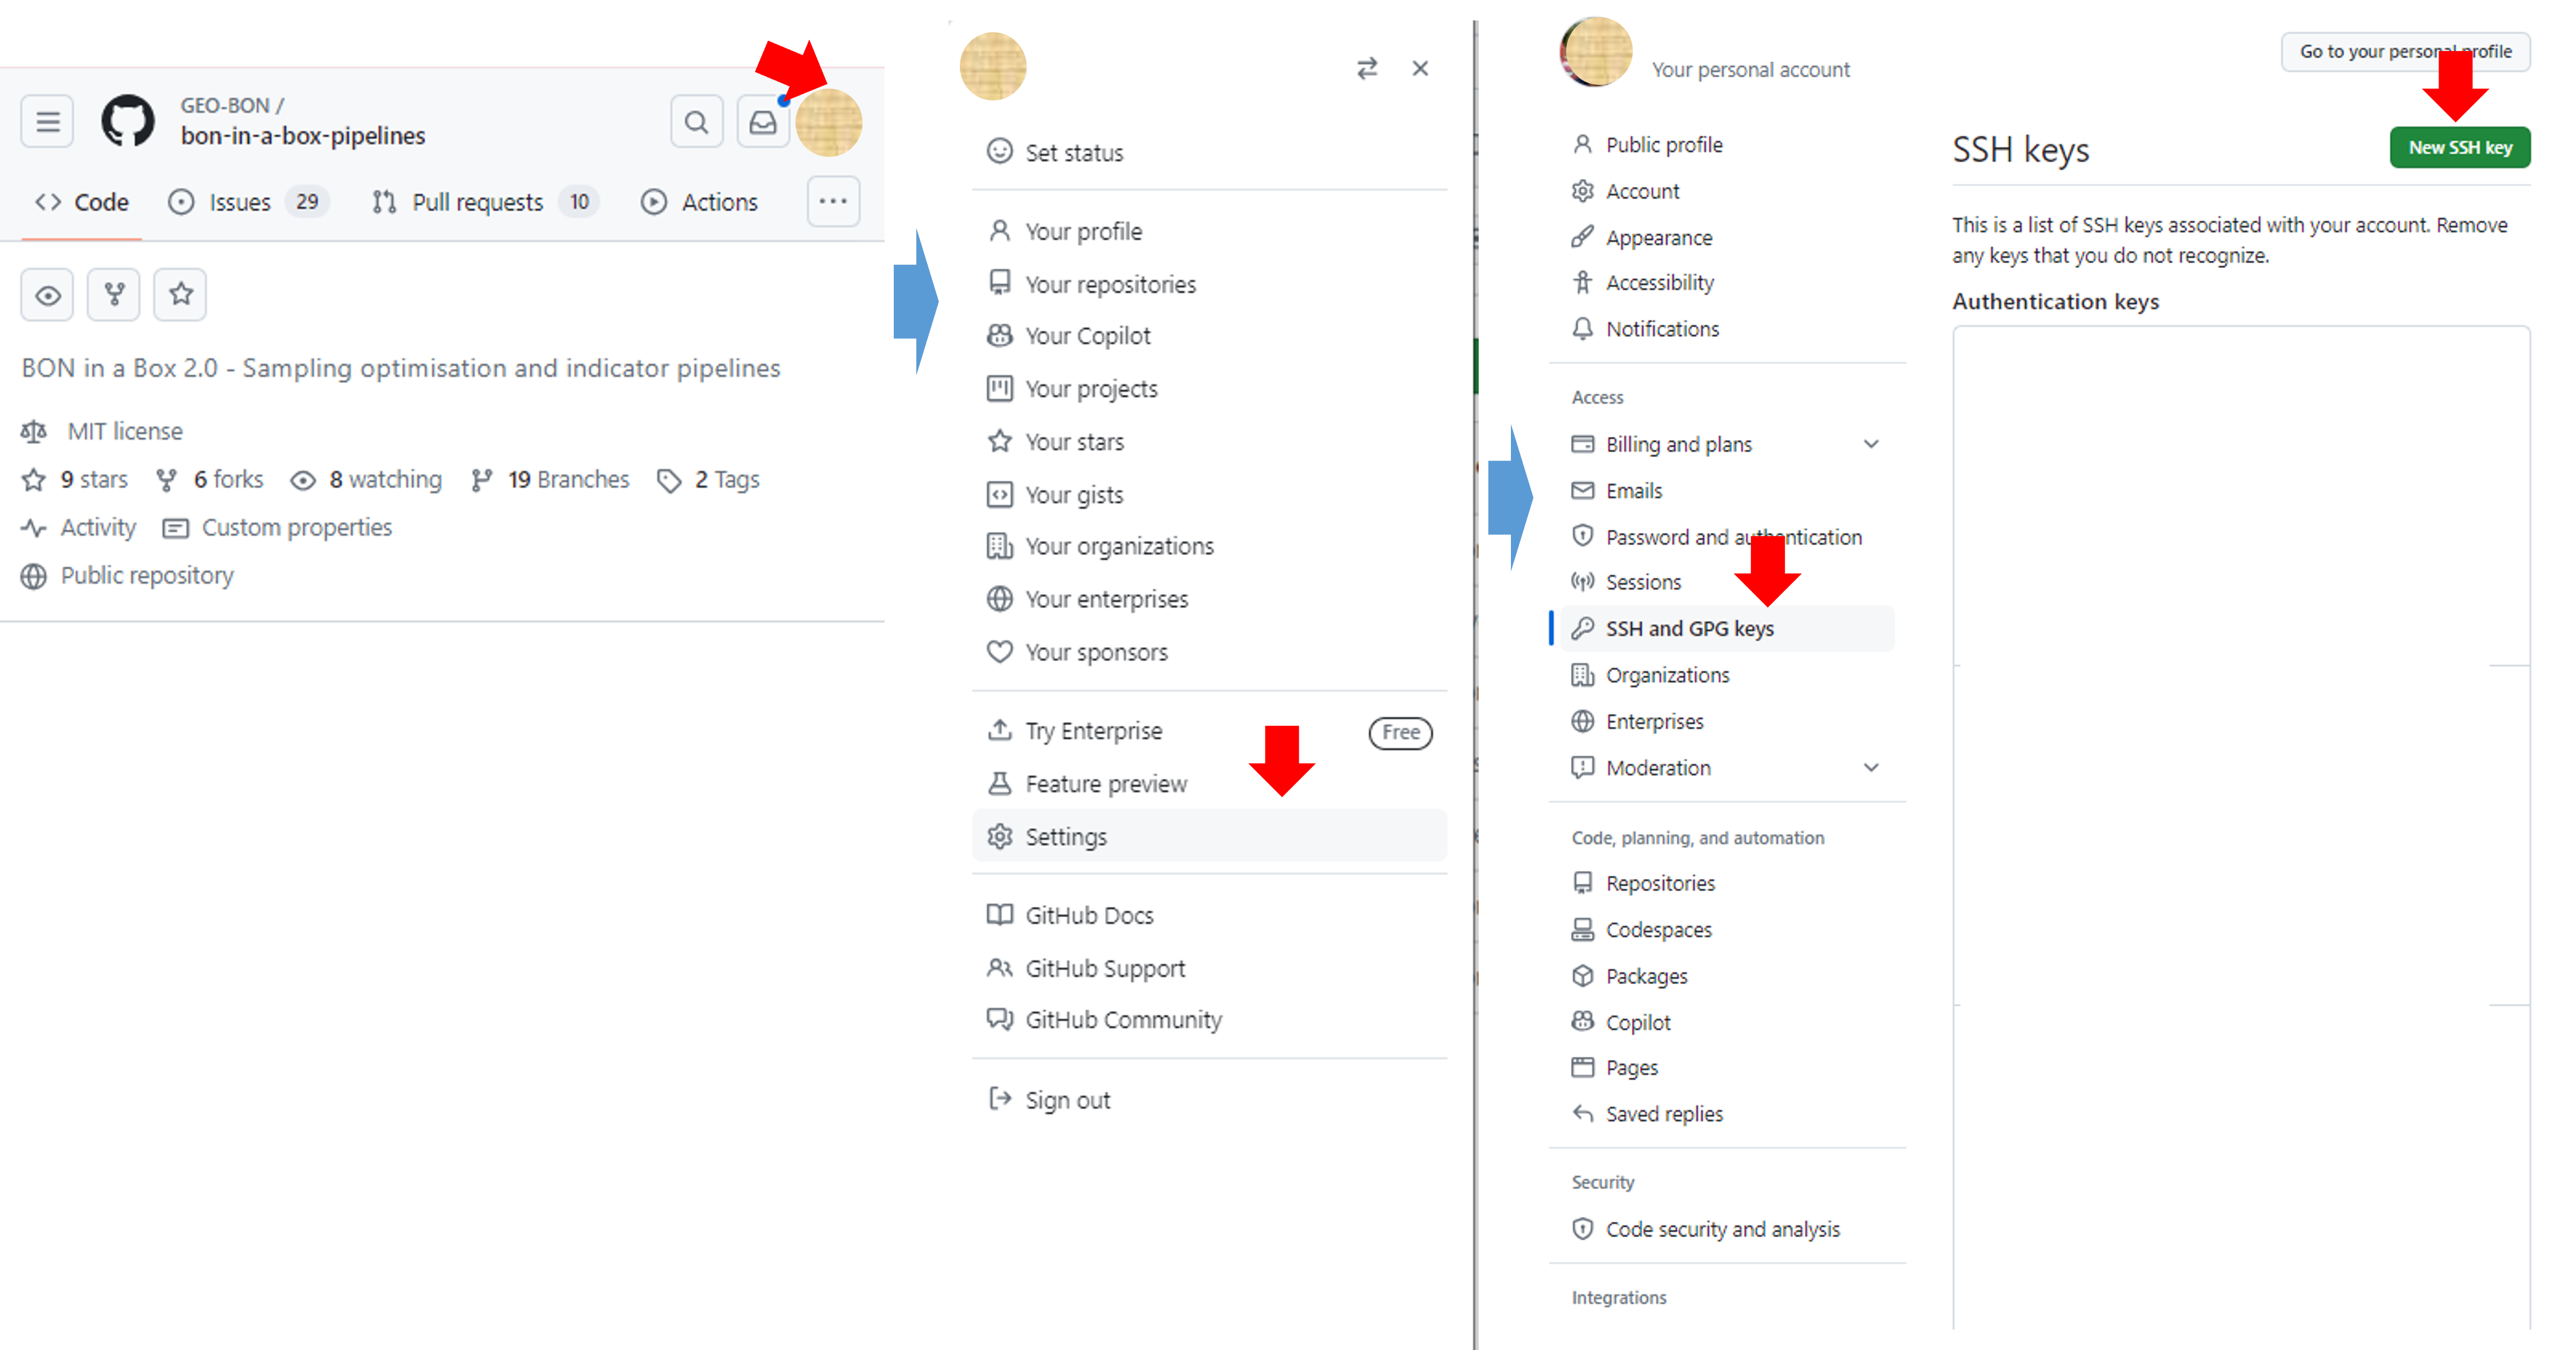 GEO-BON /
bon-in-a-box-pipelines
Code
Issues 29
Pull requests 10
Actions
BON in a Box 2.0 - Sampling optimisation and indicator pipelines
MIT license
9 stars 6 forks 8 watching 19 Branches 2 Tags
Activity Custom properties
Public repository
Set status
Your profile
Your repositories
Your Copilot
Your projects
Your stars
Your gists
Your organizations
Your enterprises
Your sponsors
Try Enterprise Free
Feature preview
Settings
GitHub Docs
GitHub Support
GitHub Community
Sign out
Your personal account
Go to your personal profile
Public profile
Account
Appearance
Accessibility
Notifications
Access
Billing and plans
Emails
Password and authentication
Sessions
SSH and GPG keys
Organizations
Enterprises
Moderation
Code, planning, and automation
Repositories
Codespaces
Packages
Copilot
Pages
Saved replies
Security
Code security and analysis
Integrations
SSH keys
New SSH key
This is a list of SSH keys associated with your account. Remove
any keys that you do not recognize.
Authentication keys